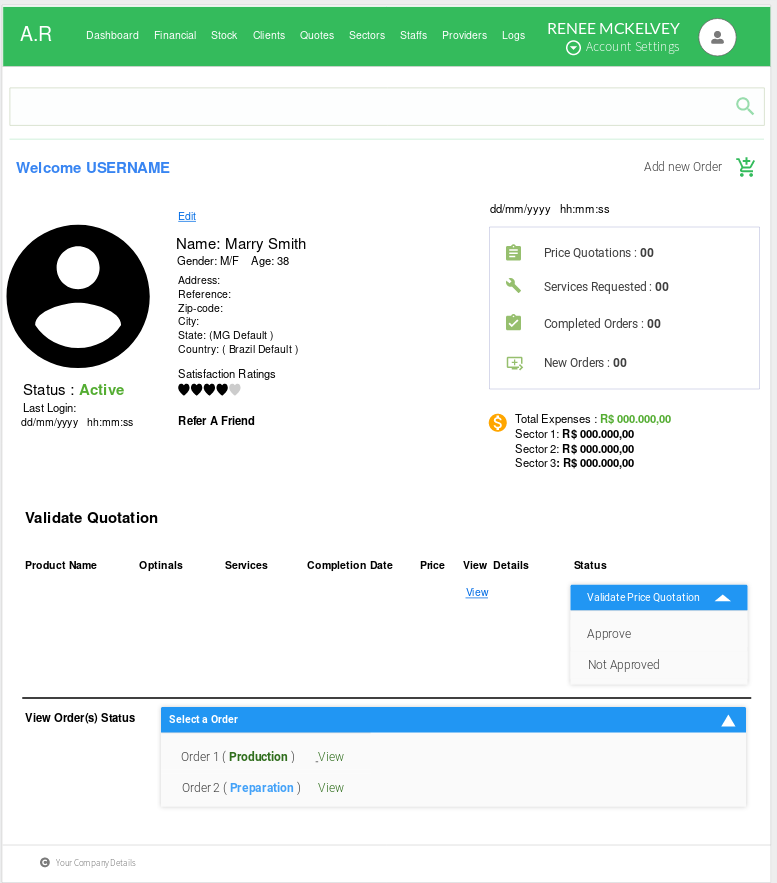 A.R
Dashboard Financial Stock Clients Quotes Sectors Staffs Providers Logs
RENEE MCKELVEY
Account Settings
Welcome USERNAME
Add new Order
Edit
Name: Marry Smith
Gender: M/F Age: 38
Address:
Reference:
Zip-code:
City:
State: (MG Default )
Country: ( Brazil Default )
Satisfaction Ratings
Refer A Friend
Status : Active
Last Login:
dd/mm/yyyy hh:mm:ss
dd/mm/yyyy hh:mm:ss
Price Quotations : 00
Services Requested : 00
Completed Orders : 00
New Orders : 00
Total Expenses : R$ 000.000,00
Sector 1: R$ 000.000,00
Sector 2: R$ 000.000,00
Sector 3: R$ 000.000,00
Validate Quotation
Product Name Optinals Services Completion Date Price View Details Status
View
Validate Price Quotation
Approve
Not Approved
View Order(s) Status
Select a Order
Order 1 ( Production ) View
Order 2 ( Preparation ) View
Your Company Details